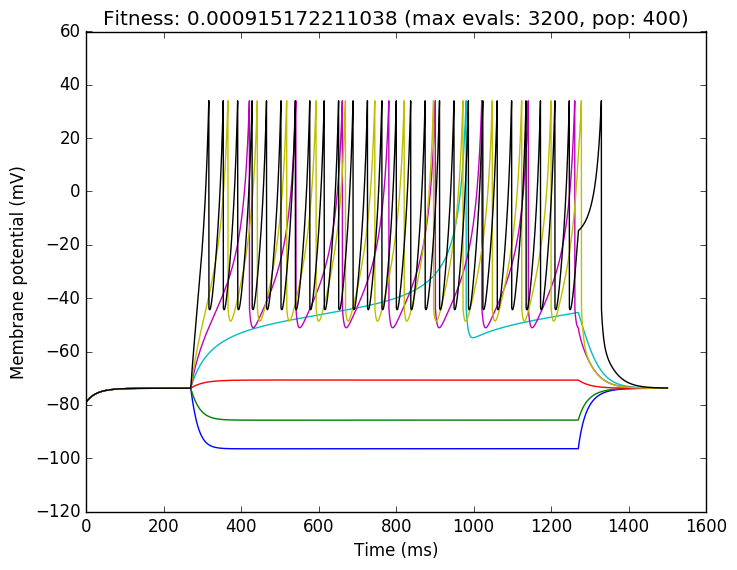 Fitness: 0.000915172211038 (max evals: 3200, pop: 400)
60
40
20
0
−20
−40
−60
−80
−100
−120
Membrane potential (mV)
0 200 400 600 800 1000 1200 1400 1600
Time (ms)